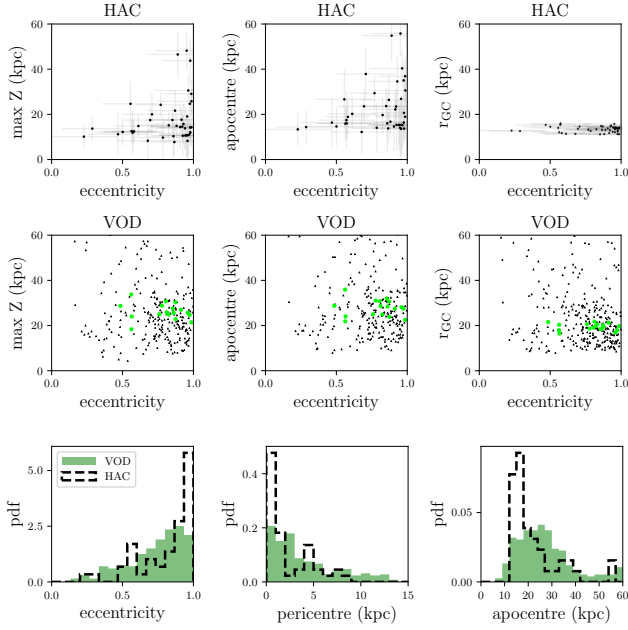 HAC
HAC
HAC
60
40
20
0
max Z (kpc)
0.0 0.5 1.0
eccentricity
60
40
20
0
apocentre (kpc)
0.0 0.5 1.0
eccentricity
60
40
20
0
rGC (kpc)
0.0 0.5 1.0
eccentricity
VOD
VOD
VOD
60
40
20
0
max Z (kpc)
0.0 0.5 1.0
eccentricity
60
40
20
0
apocentre (kpc)
0.0 0.5 1.0
eccentricity
60
40
20
0
rGC (kpc)
0.0 0.5 1.0
eccentricity
5.0
2.5
0.0
pdf
VOD
HAC
0.0 0.5 1.0
eccentricity
0.4
0.2
0.0
pdf
0 5 10 15
pericentre (kpc)
0.05
0.00
pdf
0 10 20 30 40 50 60
apocentre (kpc)